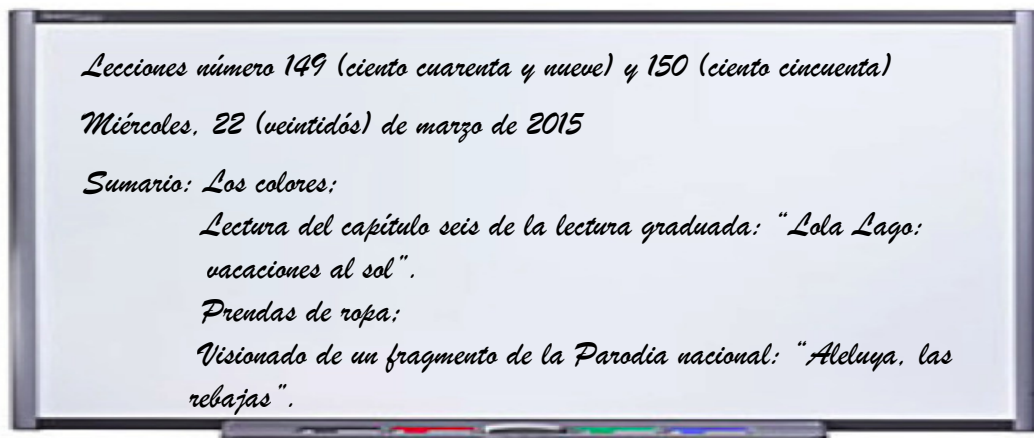 Lecciones número 149 (ciento cuarenta y nueve) y 150 (ciento cincuenta)
Miércoles, 22 (veintidós) de marzo de 2015
Sumario: Los colores;
Lectura del capítulo seis de la lectura graduada: “Lola Lago:
vacaciones al sol”.
Prendas de ropa;
Visionado de un fragmento de la Parodia nacional: “Aleluya, las
rebajas”.